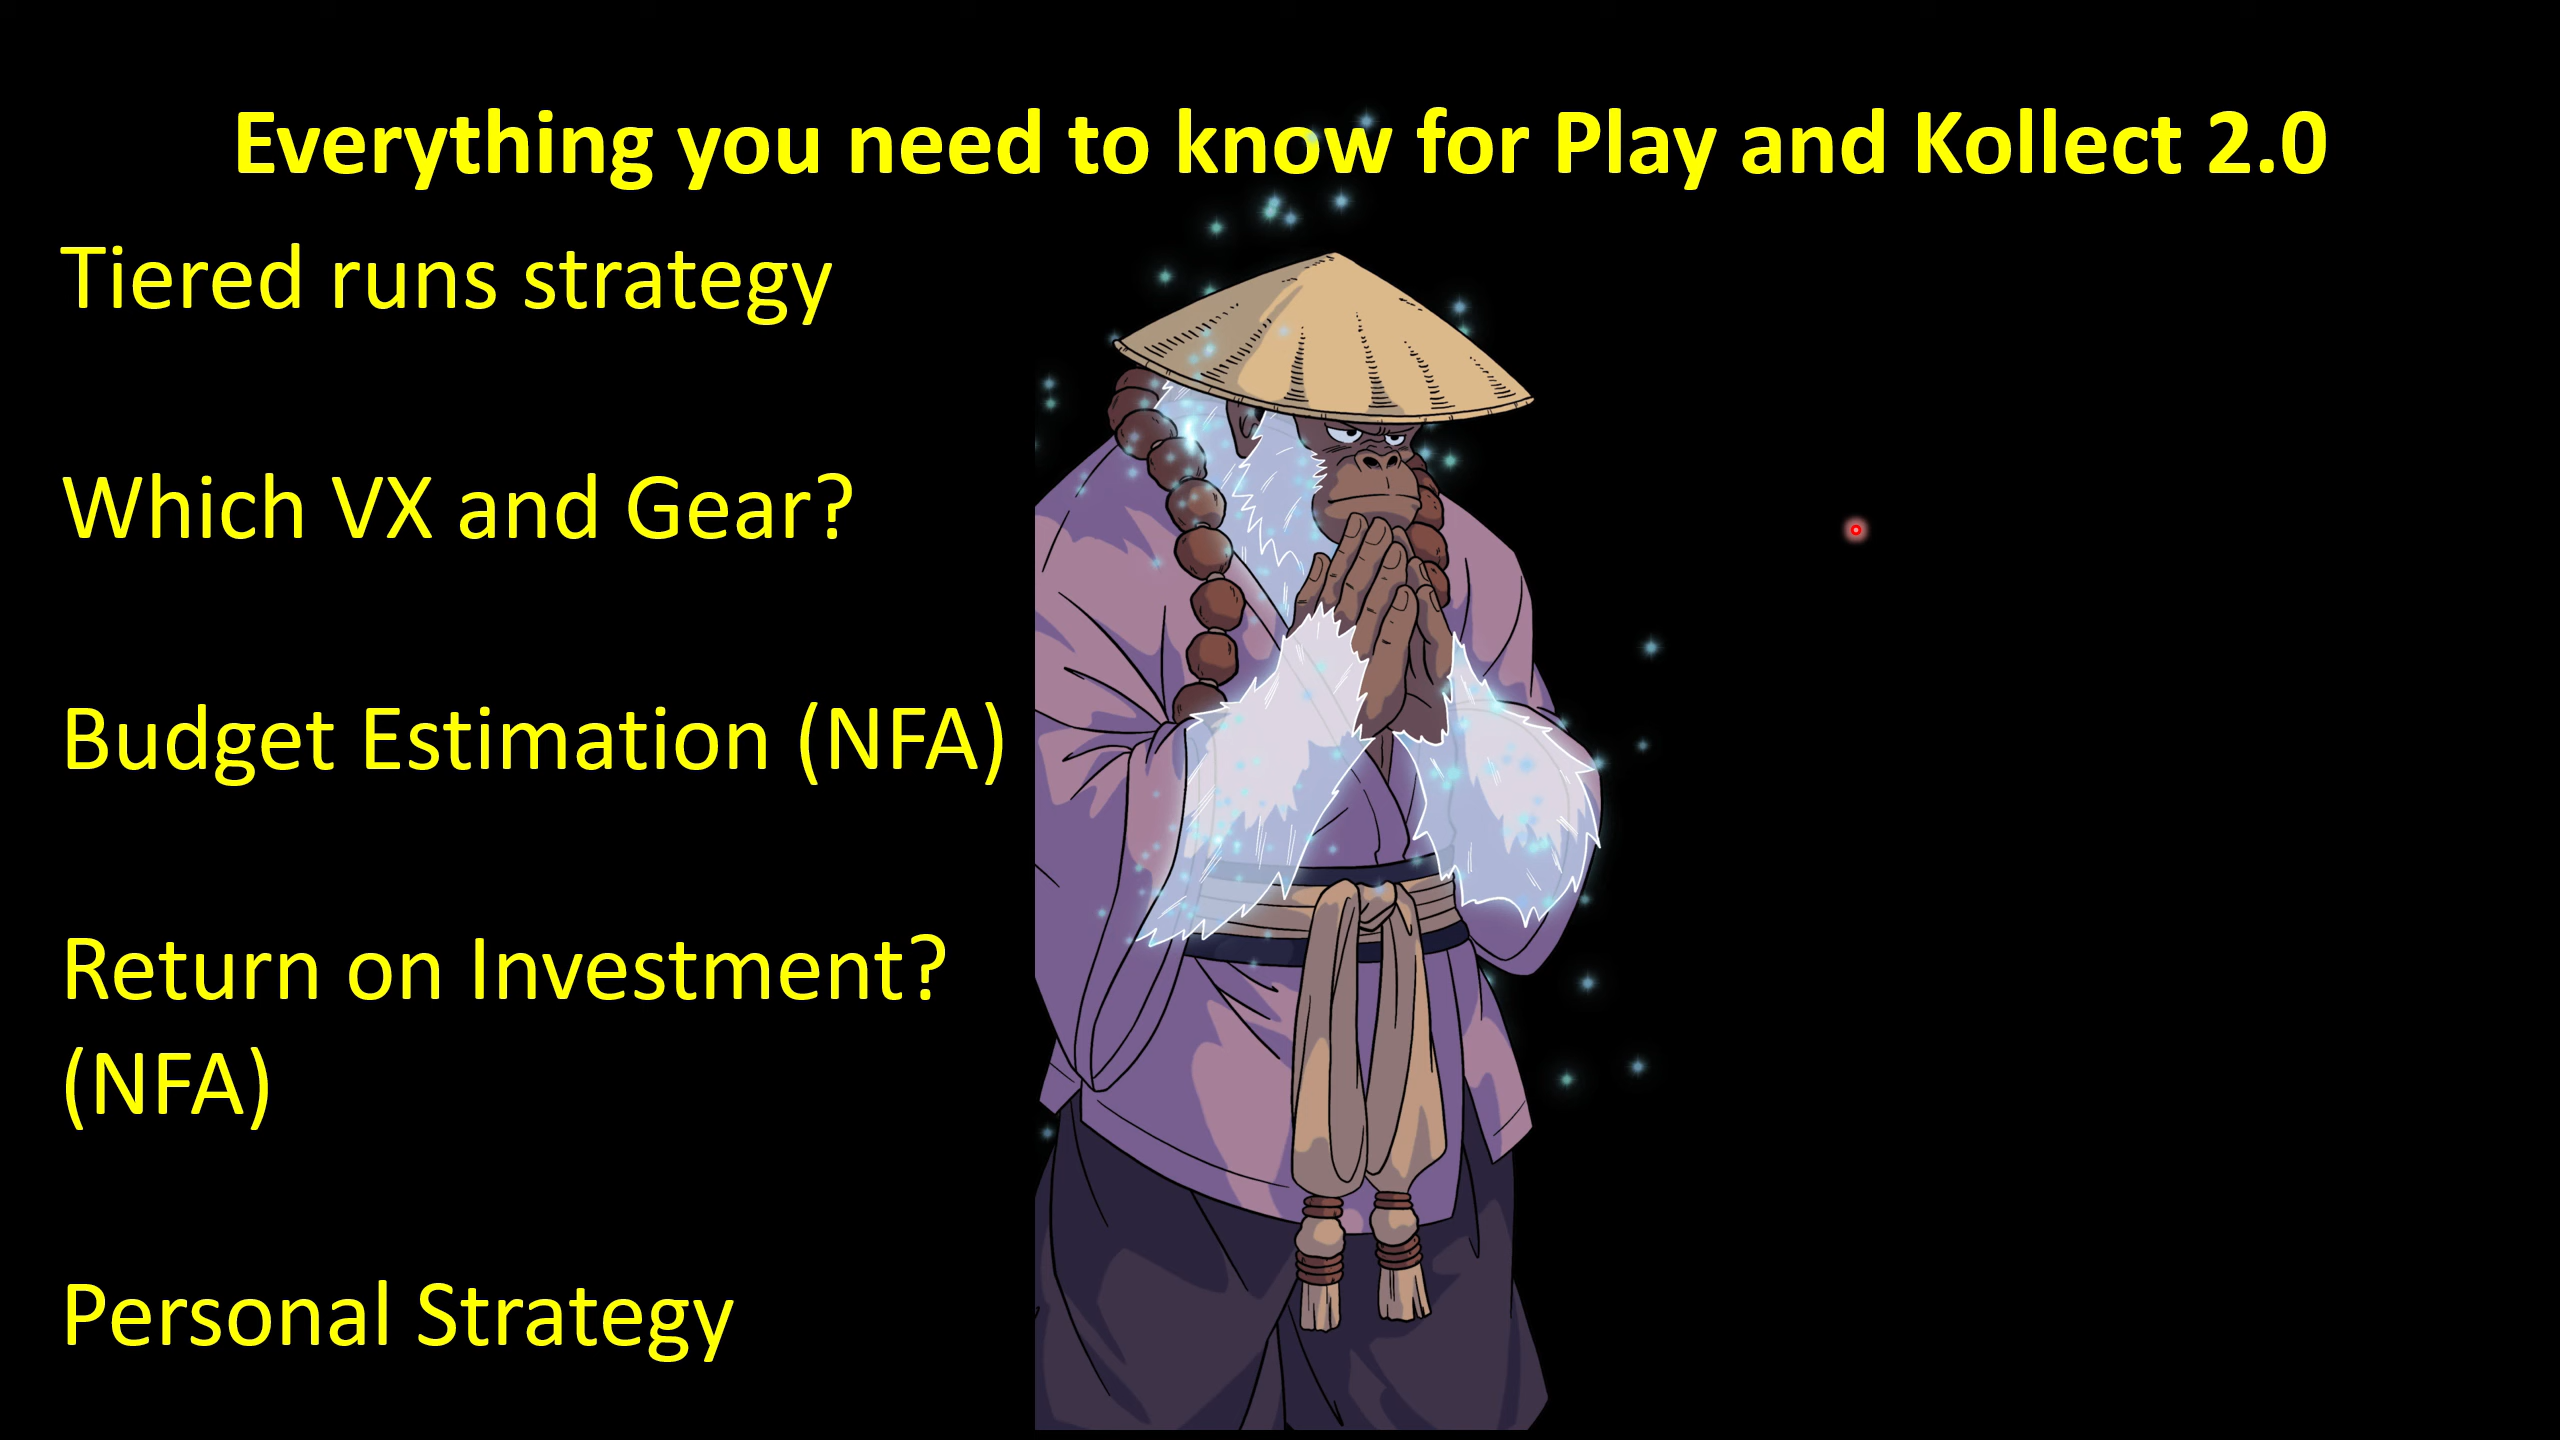 Everything you need to know for Play and Kollect 2.0
Tiered runs strategy
Which VX and Gear?
Budget Estimation (NFA)
Return on Investment?
(NFA)
Personal Strategy